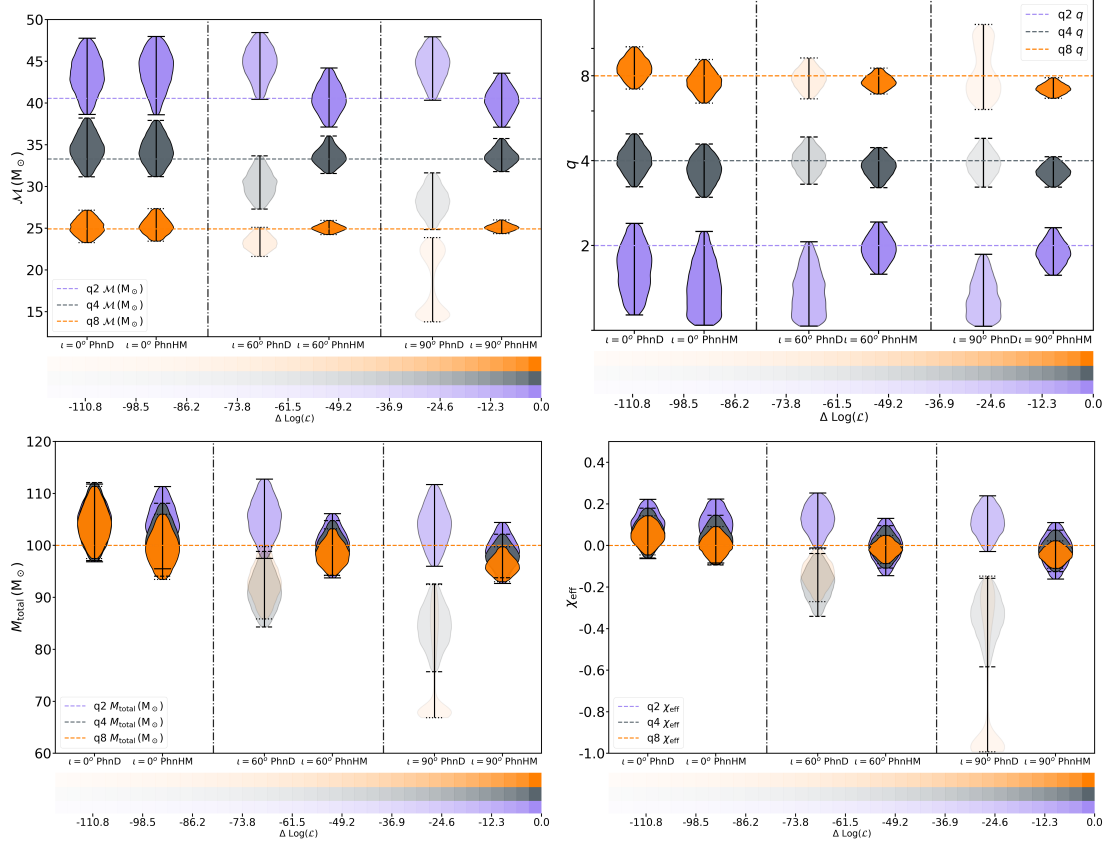 50
45
40
35
30
25
20
15
ℳ (M⊙)
q2 ℳ (M⊙)
q4 ℳ (M⊙)
q8 ℳ (M⊙)
ι = 0° PhnD ι = 0° PhnHM ι = 60° PhnD ι = 60° PhnHM ι = 90° PhnD ι = 90° PhnHM
-110.8 -98.5 -86.2 -73.8 -61.5 -49.2 -36.9 -24.6 -12.3 0.0
Δ Log(ℒ)
8
4
2
q
q2 q
q4 q
q8 q
ι = 0° PhnD ι = 0° PhnHM ι = 60° PhnD ι = 60° PhnHM ι = 90° PhnD ι = 90° PhnHM
-110.8 -98.5 -86.2 -73.8 -61.5 -49.2 -36.9 -24.6 -12.3 0.0
Δ Log(ℒ)
120
110
100
90
80
70
60
M_total (M⊙)
q2 M_total (M⊙)
q4 M_total (M⊙)
q8 M_total (M⊙)
ι = 0° PhnD ι = 0° PhnHM ι = 60° PhnD ι = 60° PhnHM ι = 90° PhnD ι = 90° PhnHM
-110.8 -98.5 -86.2 -73.8 -61.5 -49.2 -36.9 -24.6 -12.3 0.0
Δ Log(ℒ)
0.4
0.2
0.0
-0.2
-0.4
-0.6
-0.8
-1.0
χ_eff
q2 χ_eff
q4 χ_eff
q8 χ_eff
ι = 0° PhnD ι = 0° PhnHM ι = 60° PhnD ι = 60° PhnHM ι = 90° PhnD ι = 90° PhnHM
-110.8 -98.5 -86.2 -73.8 -61.5 -49.2 -36.9 -24.6 -12.3 0.0
Δ Log(ℒ)